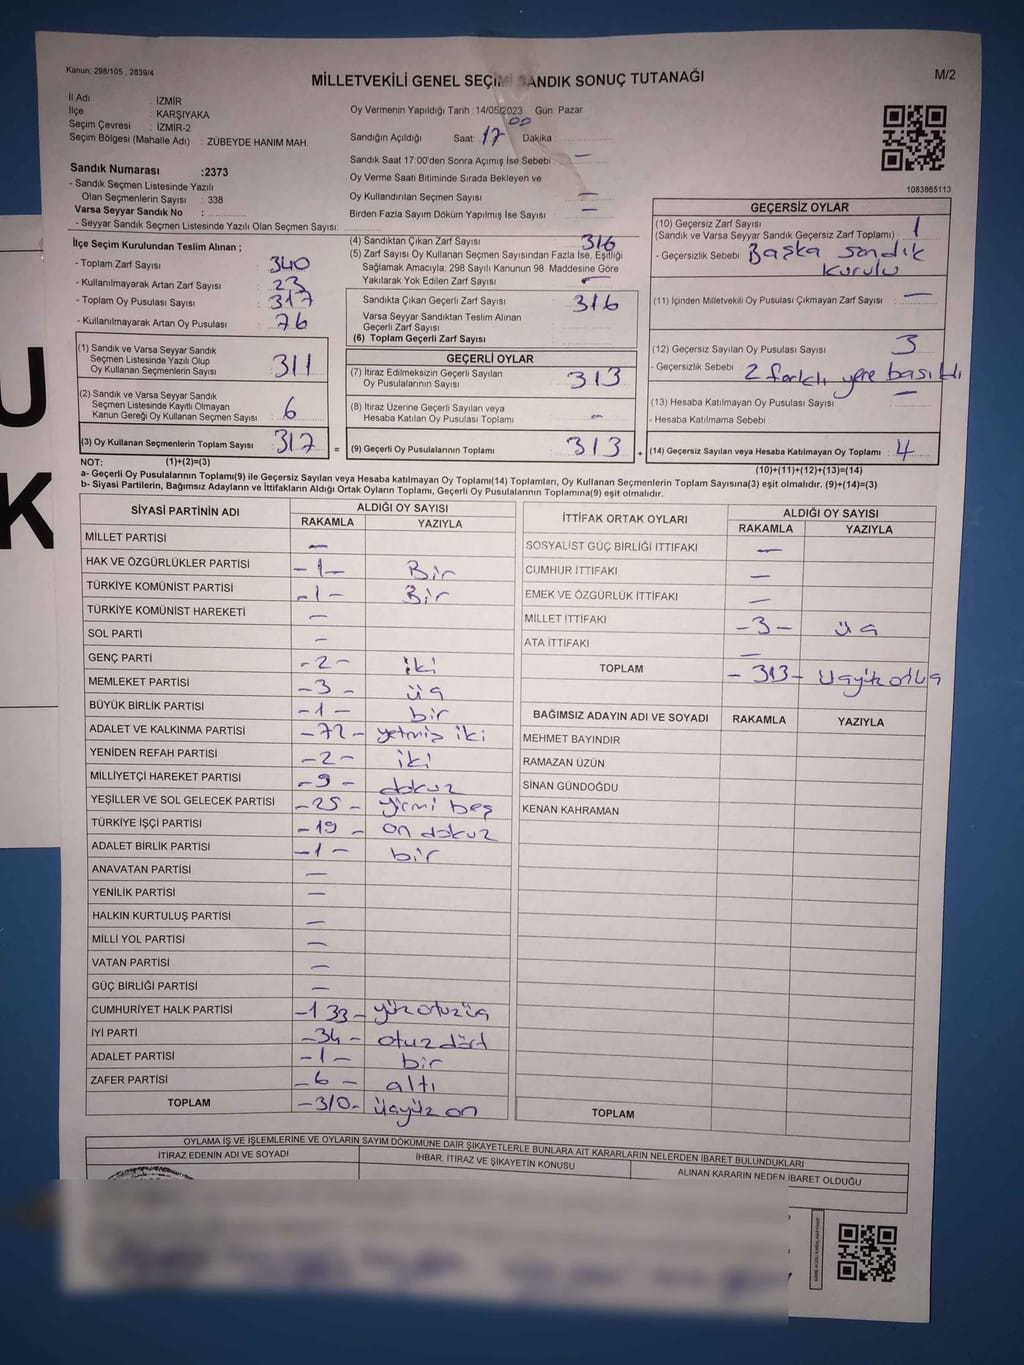 Kanun; 298/105 , 2839/4
MİLLETVEKİLİ GENEL SEÇİMİ SANDIK SONUÇ TUTANAĞI
M/2
İl Adı : İZMİR
İlçe : KARŞIYAKA
Seçim Çevresi : İZMİR-2
Seçim Bölgesi (Mahalle Adı) : ZÜBEYDE HANIM MAH.
Oy Vermenin Yapıldığı Tarih : 14/05/2023 Gün: Pazar
Sandığın Açıldığı Saat: 17 Dakika: 00
Sandık Saat 17:00'den Sonra Açımış İse Sebebi : —
Oy Verme Saati Bitiminde Sırada Bekleyen ve
Oy Kullandırılan Seçmen Sayısı —
Birden Fazla Sayım Döküm Yapılmış İse Sayısı —
1083865113
Sandık Numarası :2373
- Sandık Seçmen Listesinde Yazılı
Olan Seçmenlerin Sayısı : 338
Varsa Seyyar Sandık No :
- Seyyar Sandık Seçmen Listesinde Yazılı Olan Seçmen Sayısı:
İlçe Seçim Kurulundan Teslim Alınan ;
- Toplam Zarf Sayısı : 340
- Kullanılmayarak Artan Zarf Sayısı : 23
- Toplam Oy Pusulası Sayısı : 317
- Kullanılmayarak Artan Oy Pusulası : 76
(1) Sandık ve Varsa Seyyar Sandık
Seçmen Listesinde Yazılı Olup
Oy Kullanan Seçmenlerin Sayısı : 311
(2) Sandık ve Varsa Seyyar Sandık
Seçmen Listesinde Kayıtlı Olmayan
Kanun Gereği Oy Kullanan Seçmen Sayısı : 6
(3) Oy Kullanan Seçmenlerin Toplam Sayısı : 317 =
(4) Sandıktan Çıkan Zarf Sayısı 316
(5) Zarf Sayısı Oy Kullanan Seçmen Sayısından Fazla İse, Eşitliği
Sağlamak Amacıyla; 298 Sayılı Kanunun 98. Maddesine Göre
Yakılarak Yok Edilen Zarf Sayısı : —
Sandıkta Çıkan Geçerli Zarf Sayısı 316
Varsa Seyyar Sandıktan Teslim Alınan
Geçerli Zarf Sayısı
(6) Toplam Geçerli Zarf Sayısı
GEÇERLİ OYLAR
(7) İtiraz Edilmeksizin Geçerli Sayılan
Oy Pusulalarının Sayısı : 313
(8) İtiraz Üzerine Geçerli Sayılan veya
Hesaba Katılan Oy Pusulası Toplamı : —
(9) Geçerli Oy Pusulalarının Toplamı 313 +
GEÇERSİZ OYLAR
(10) Geçersiz Zarf Sayısı
(Sandık ve Varsa Seyyar Sandık Geçersiz Zarf Toplamı) : 1
- Geçersizlik Sebebi : Başka sandık
kurulu
(11) İçinden Milletvekili Oy Pusulası Çıkmayan Zarf Sayısı : —
(12) Geçersiz Sayılan Oy Pusulası Sayısı 3
- Geçersizlik Sebebi : 2 farklı yere basıldı
(13) Hesaba Katılmayan Oy Pusulası Sayısı : —
- Hesaba Katılmama Sebebi :
(14) Geçersiz Sayılan veya Hesaba Katılmayan Oy Toplamı : 4
NOT: (1)+(2)=(3)
(10)+(11)+(12)+(13)=(14)
a- Geçerli Oy Pusulalarının Toplamı(9) ile Geçersiz Sayılan veya Hesaba katılmayan Oy Toplamı(14) Toplamları, Oy Kullanan Seçmenlerin Toplam Sayısına(3) eşit olmalıdır. (9)+(14)=(3)
b- Siyasi Partilerin, Bağımsız Adayların ve İttifakların Aldığı Ortak Oyların Toplamı, Geçerli Oy Pusulalarının Toplamına(9) eşit olmalıdır.
SİYASİ PARTİNİN ADI ALDIĞI OY SAYISI
RAKAMLA YAZIYLA
MİLLET PARTİSİ —
HAK VE ÖZGÜRLÜKLER PARTİSİ -1- Bir
TÜRKİYE KOMÜNİST PARTİSİ -1- Bir
TÜRKİYE KOMÜNİST HAREKETİ —
SOL PARTİ —
GENÇ PARTİ -2- iki
MEMLEKET PARTİSİ -3- üç
BÜYÜK BİRLİK PARTİSİ -1- bir
ADALET VE KALKINMA PARTİSİ -72- yetmiş iki
YENİDEN REFAH PARTİSİ -2- iki
MİLLİYETÇİ HAREKET PARTİSİ -9- dokuz
YEŞİLLER VE SOL GELECEK PARTİSİ -25- yirmi beş
TÜRKİYE İŞÇİ PARTİSİ -19- on dokuz
ADALET BİRLİK PARTİSİ -1- bir
ANAVATAN PARTİSİ —
YENİLİK PARTİSİ —
HALKIN KURTULUŞ PARTİSİ —
MİLLİ YOL PARTİSİ —
VATAN PARTİSİ —
GÜÇ BİRLİĞİ PARTİSİ —
CUMHURİYET HALK PARTİSİ -133- yüzotuzüç
İYİ PARTİ -34- otuz dört
ADALET PARTİSİ -1- bir
ZAFER PARTİSİ -6- altı
TOPLAM -310- üçyüz on
İTTİFAK ORTAK OYLARI ALDIĞI OY SAYISI
RAKAMLA YAZIYLA
SOSYALİST GÜÇ BİRLİĞİ İTTİFAKI —
CUMHUR İTTİFAKI —
EMEK VE ÖZGÜRLÜK İTTİFAKI —
MİLLET İTTİFAKI -3- üç
ATA İTTİFAKI —
TOPLAM -313- üçyüz onüç
BAĞIMSIZ ADAYIN ADI VE SOYADI RAKAMLA YAZIYLA
MEHMET BAYINDIR
RAMAZAN ÜZÜN
SİNAN GÜNDOĞDU
KENAN KAHRAMAN
TOPLAM
OYLAMA İŞ VE İŞLEMLERİNE VE OYLARIN SAYIM DÖKÜMÜNE DAİR ŞİKAYETLERLE BUNLARA AİT KARARLARIN NELERDEN İBARET BULUNDUKLARI
İTİRAZ EDENİN ADI VE SOYADI İHBAR, İTİRAZ VE ŞİKAYETİN KONUSU ALINAN KARARIN NEDEN İBARET OLDUĞU
U
K